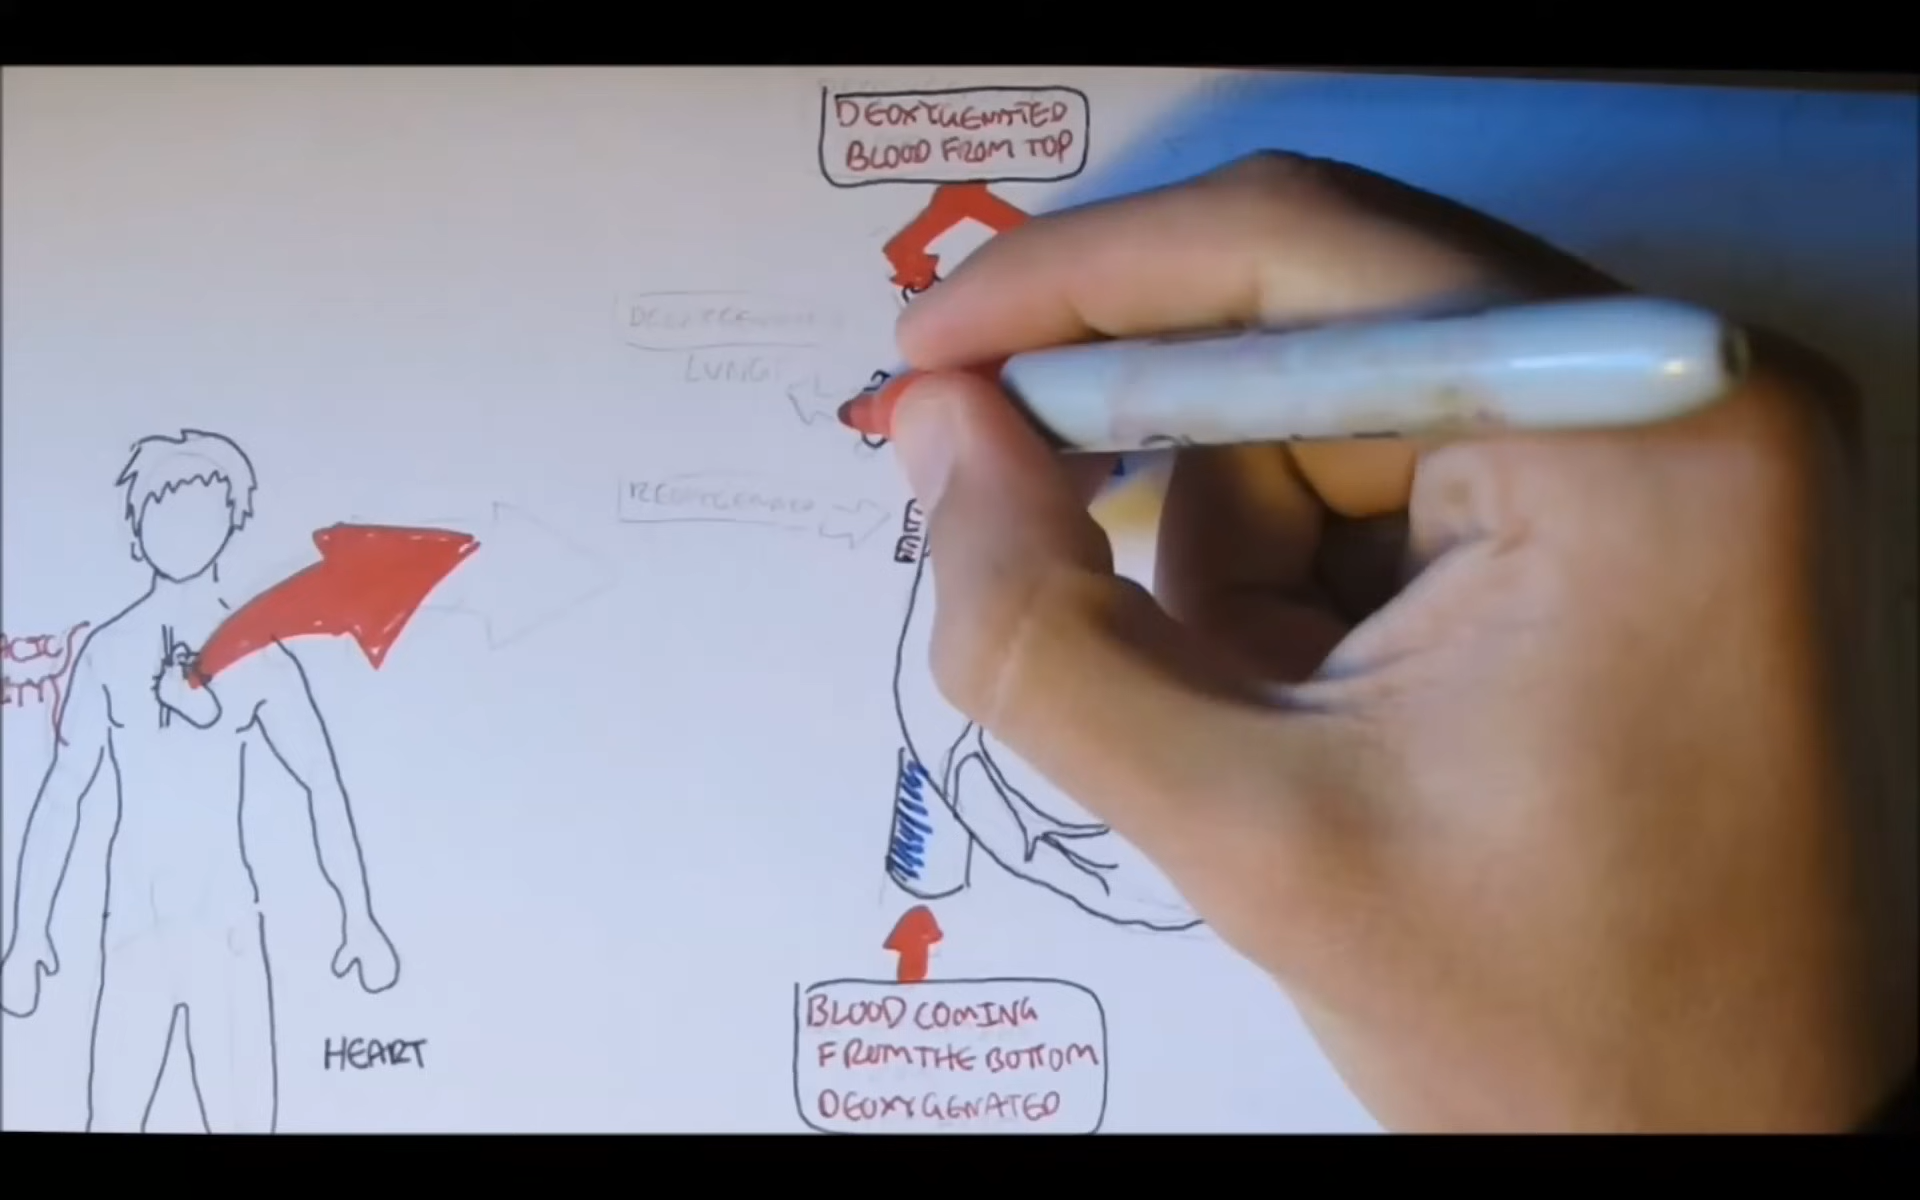 DEOXYGENATED
BLOOD FROM TOP
LUNG
HEART
BLOOD COMING
FROM THE BOTTOM
DEOXYGENATED